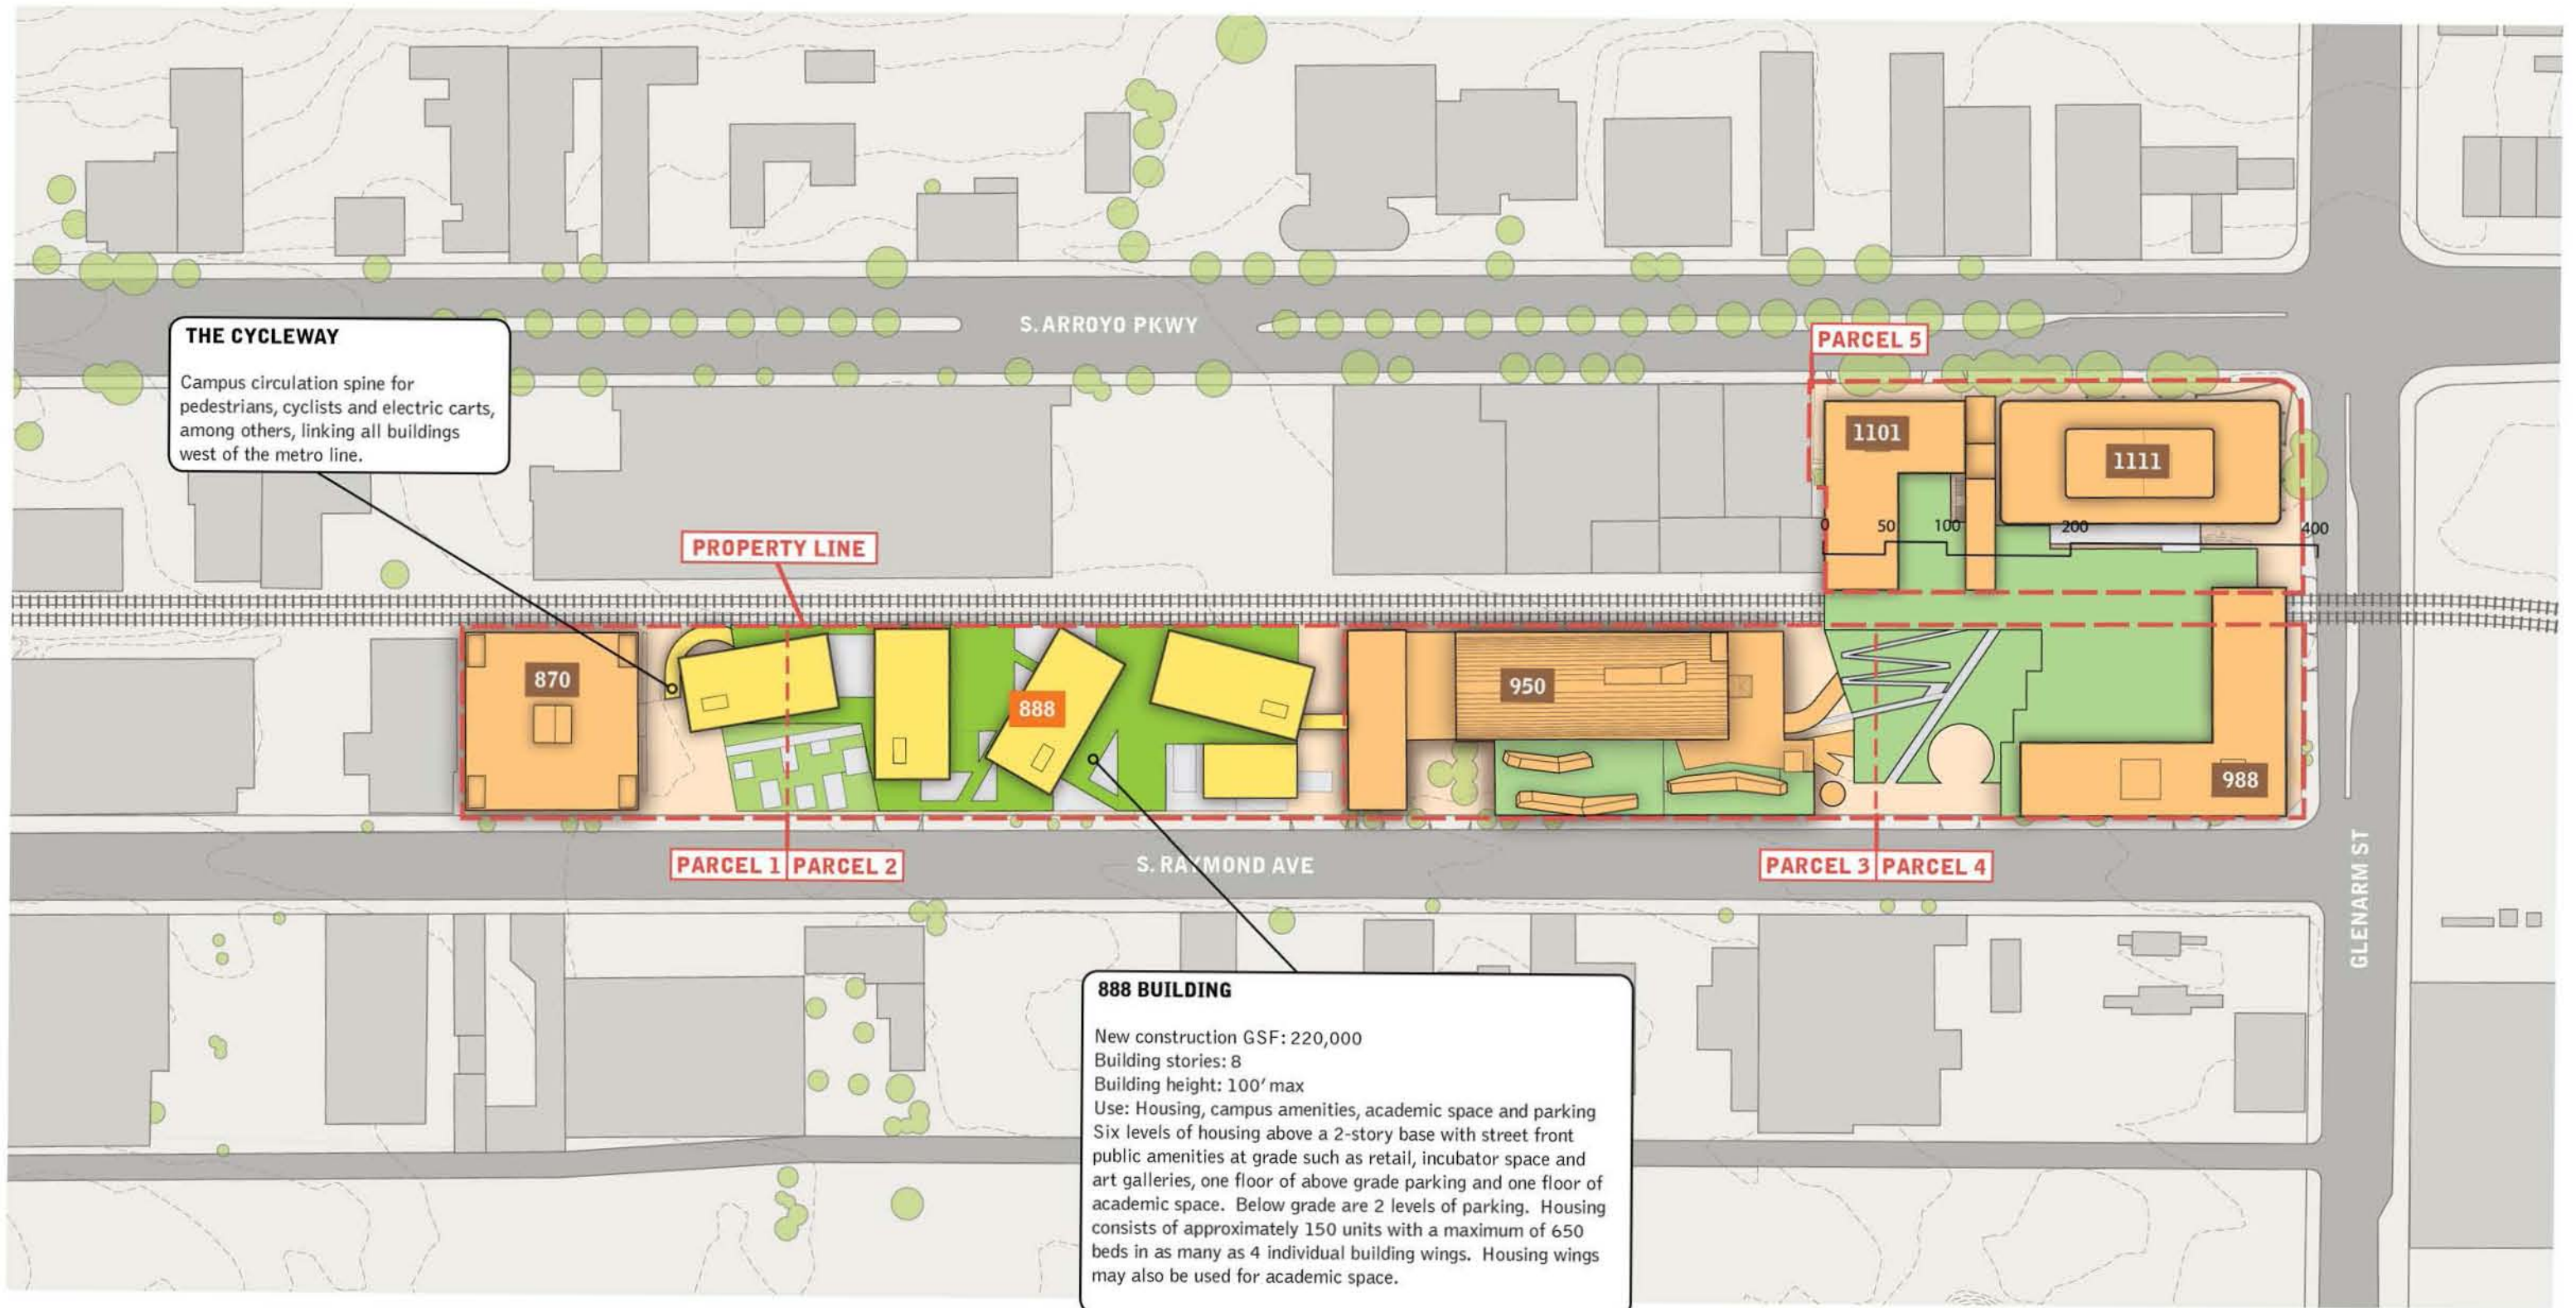 S. ARROYO PKWY
THE CYCLEWAY
Campus circulation spine for
pedestrians, cyclists and electric carts,
among others, linking all buildings
west of the metro line.
PARCEL 5
1101
1111
0 50 100 200 400
PROPERTY LINE
870
888
950
988
PARCEL 1
PARCEL 2
S. RAYMOND AVE
PARCEL 3
PARCEL 4
GLENARM ST
888 BUILDING
New construction GSF: 220,000
Building stories: 8
Building height: 100' max
Use: Housing, campus amenities, academic space and parking
Six levels of housing above a 2-story base with street front
public amenities at grade such as retail, incubator space and
art galleries, one floor of above grade parking and one floor of
academic space. Below grade are 2 levels of parking. Housing
consists of approximately 150 units with a maximum of 650
beds in as many as 4 individual building wings. Housing wings
may also be used for academic space.